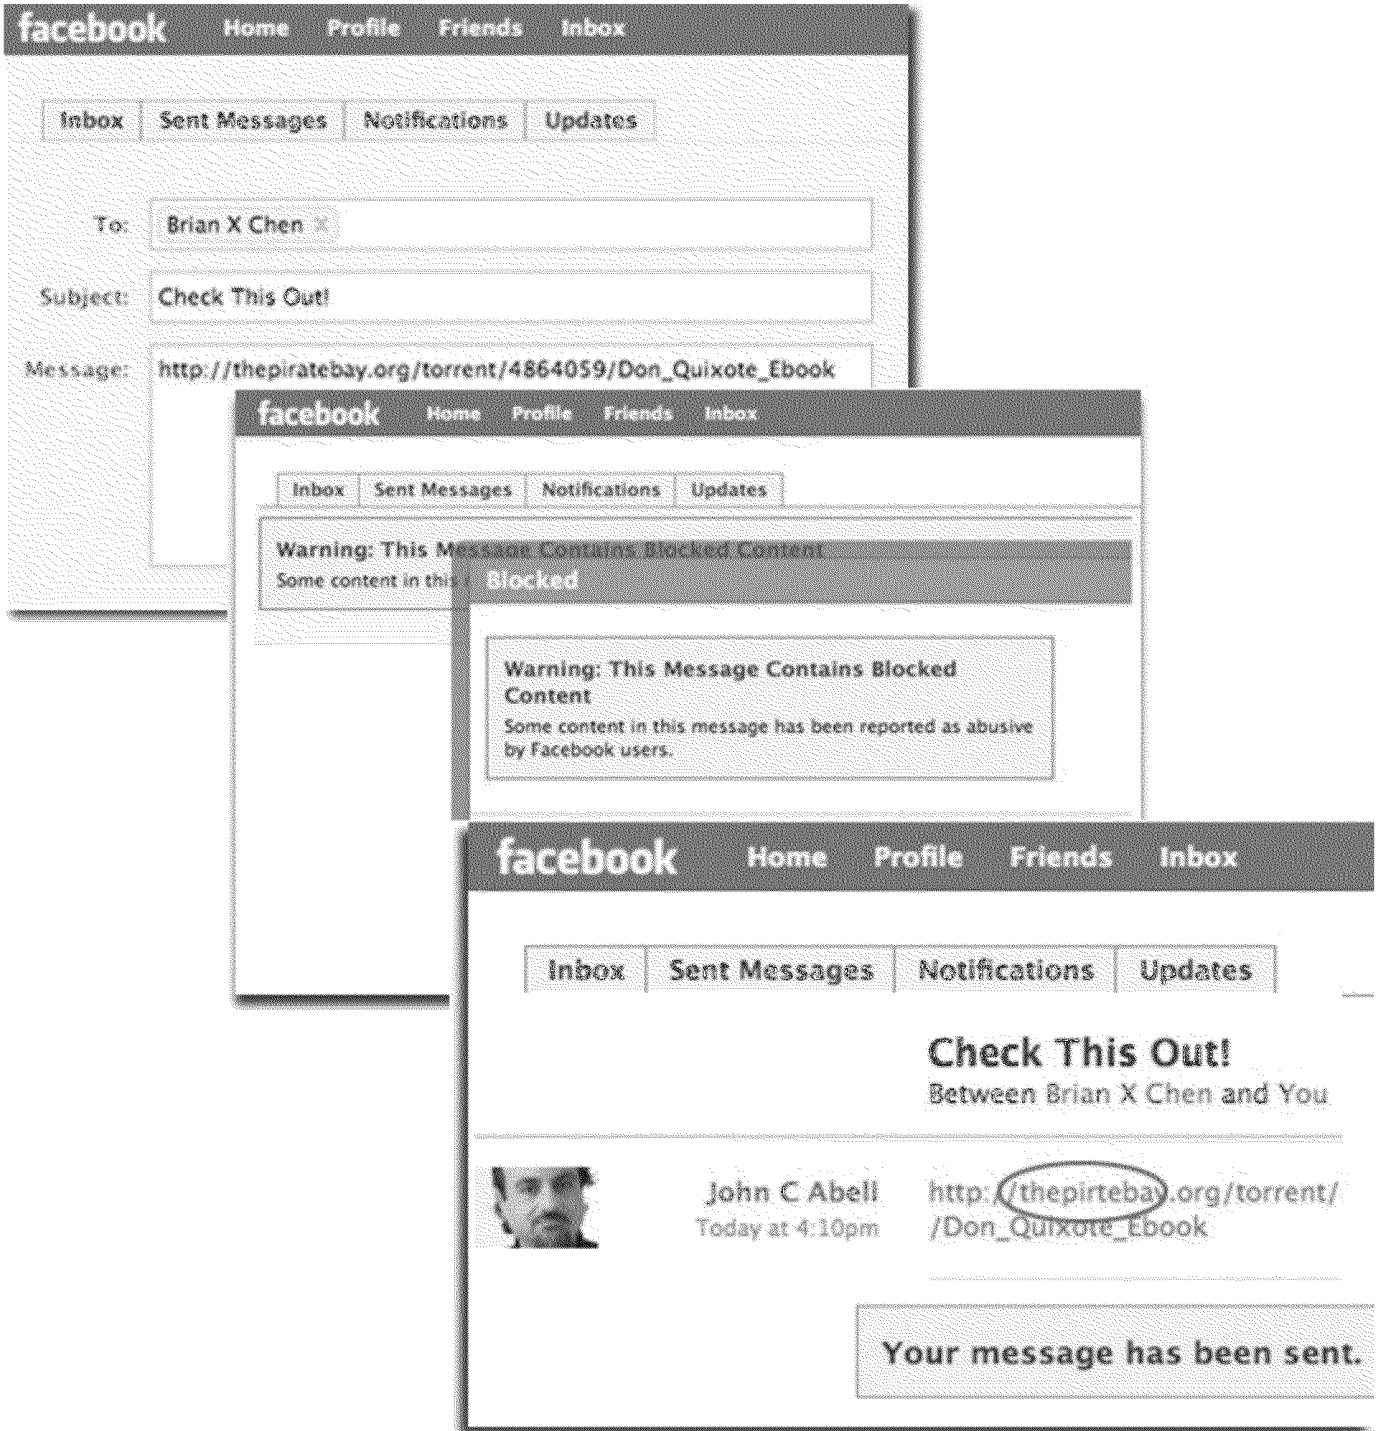 facebook Home Profile Friends Inbox
Inbox Sent Messages Notifications Updates
To: Brian X Chen X
Subject: Check This Out!
Message: http://thepiratebay.org/torrent/4864059/Don_Quixote_Ebook
facebook Home Profile Friends Inbox
Inbox Sent Messages Notifications Updates
Warning: This Message Contains Blocked Content
Some content in this
Blocked
Warning: This Message Contains Blocked
Content
Some content in this message has been reported as abusive
by Facebook users.
facebook Home Profile Friends Inbox
Inbox Sent Messages Notifications Updates
Check This Out!
Between Brian X Chen and You
John C Abell
Today at 4:10pm
http://thepirtebay.org/torrent/
/Don_Quixote_Ebook
Your message has been sent.